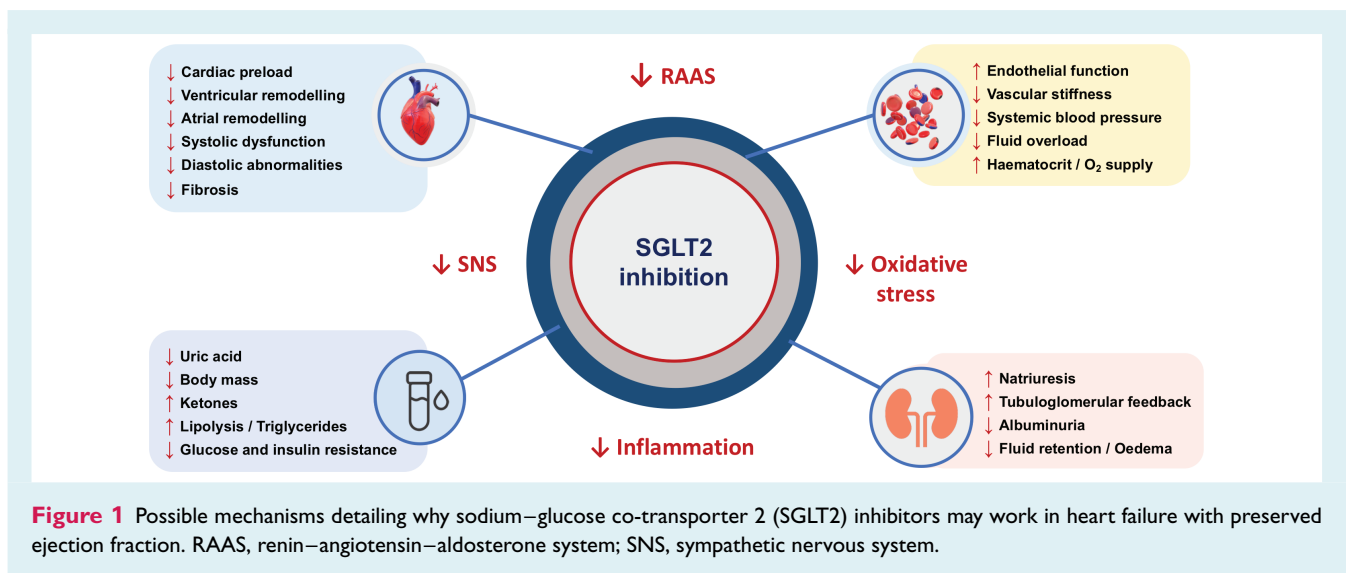 ↓ Cardiac preload
↓ Ventricular remodelling
↓ Atrial remodelling
↓ Systolic dysfunction
↓ Diastolic abnormalities
↓ Fibrosis
↓ RAAS
↑ Endothelial function
↓ Vascular stiffness
↓ Systemic blood pressure
↓ Fluid overload
↑ Haematocrit / O₂ supply
↓ SNS
SGLT2
inhibition
↓ Oxidative
stress
↓ Uric acid
↓ Body mass
↑ Ketones
↑ Lipolysis / Triglycerides
↓ Glucose and insulin resistance
↓ Inflammation
↑ Natriuresis
↑ Tubuloglomerular feedback
↓ Albuminuria
↓ Fluid retention / Oedema
Figure 1 Possible mechanisms detailing why sodium–glucose co-transporter 2 (SGLT2) inhibitors may work in heart failure with preserved
ejection fraction. RAAS, renin–angiotensin–aldosterone system; SNS, sympathetic nervous system.